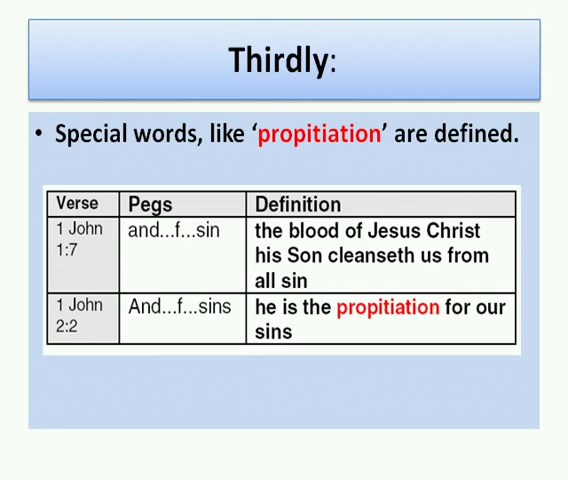 Thirdly:
• Special words, like ‘propitiation’ are defined.
Verse Pegs Definition
1 John 1:7 and...f...sin the blood of Jesus Christ his Son cleanseth us from all sin
1 John 2:2 And...f...sins he is the propitiation for our sins